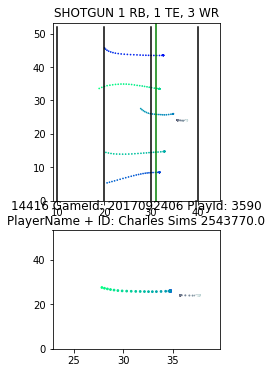 SHOTGUN 1 RB, 1 TE, 3 WR
50
40
30
20
10
0
10 20 30 40
14416 GameId: 2017092406 PlayId: 3590
PlayerName + ID: Charles Sims 2543770.0
40
20
0
25 30 35